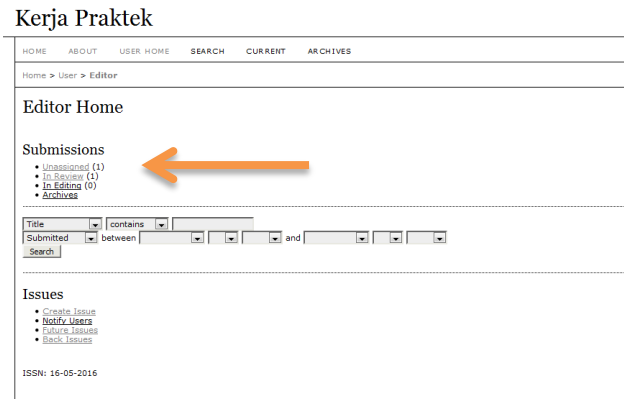 Kerja Praktek
HOME ABOUT USER HOME SEARCH CURRENT ARCHIVES
Home > User > Editor
Editor Home
Submissions
Unassigned (1)
In Review (1)
In Editing (0)
Archives
Title contains
Submitted between and
Search
Issues
Create Issue
Notify Users
Future Issues
Back Issues
ISSN: 16-05-2016